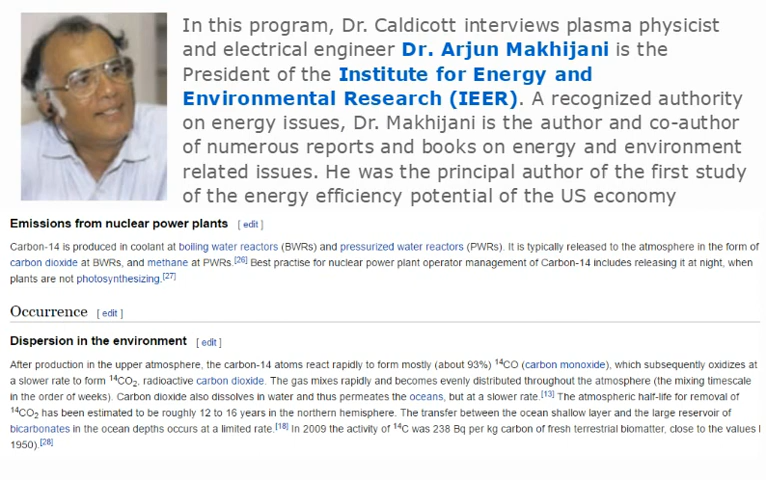 In this program, Dr. Caldicott interviews plasma physicist
and electrical engineer Dr. Arjun Makhijani is the
President of the Institute for Energy and
Environmental Research (IEER). A recognized authority
on energy issues, Dr. Makhijani is the author and co-author
of numerous reports and books on energy and environment
related issues. He was the principal author of the first study
of the energy efficiency potential of the US economy
Emissions from nuclear power plants [ edit ]
Carbon-14 is produced in coolant at boiling water reactors (BWRs) and pressurized water reactors (PWRs). It is typically released to the atmosphere in the form of
carbon dioxide at BWRs, and methane at PWRs.[26] Best practise for nuclear power plant operator management of Carbon-14 includes releasing it at night, when
plants are not photosynthesizing.[27]
Occurrence [ edit ]
Dispersion in the environment [ edit ]
After production in the upper atmosphere, the carbon-14 atoms react rapidly to form mostly (about 93%) ¹⁴CO (carbon monoxide), which subsequently oxidizes at
a slower rate to form ¹⁴CO₂, radioactive carbon dioxide. The gas mixes rapidly and becomes evenly distributed throughout the atmosphere (the mixing timescale
in the order of weeks). Carbon dioxide also dissolves in water and thus permeates the oceans, but at a slower rate.[13] The atmospheric half-life for removal of
¹⁴CO₂ has been estimated to be roughly 12 to 16 years in the northern hemisphere. The transfer between the ocean shallow layer and the large reservoir of
bicarbonates in the ocean depths occurs at a limited rate.[18] In 2009 the activity of ¹⁴C was 238 Bq per kg carbon of fresh terrestrial biomatter, close to the values
1950).[28]